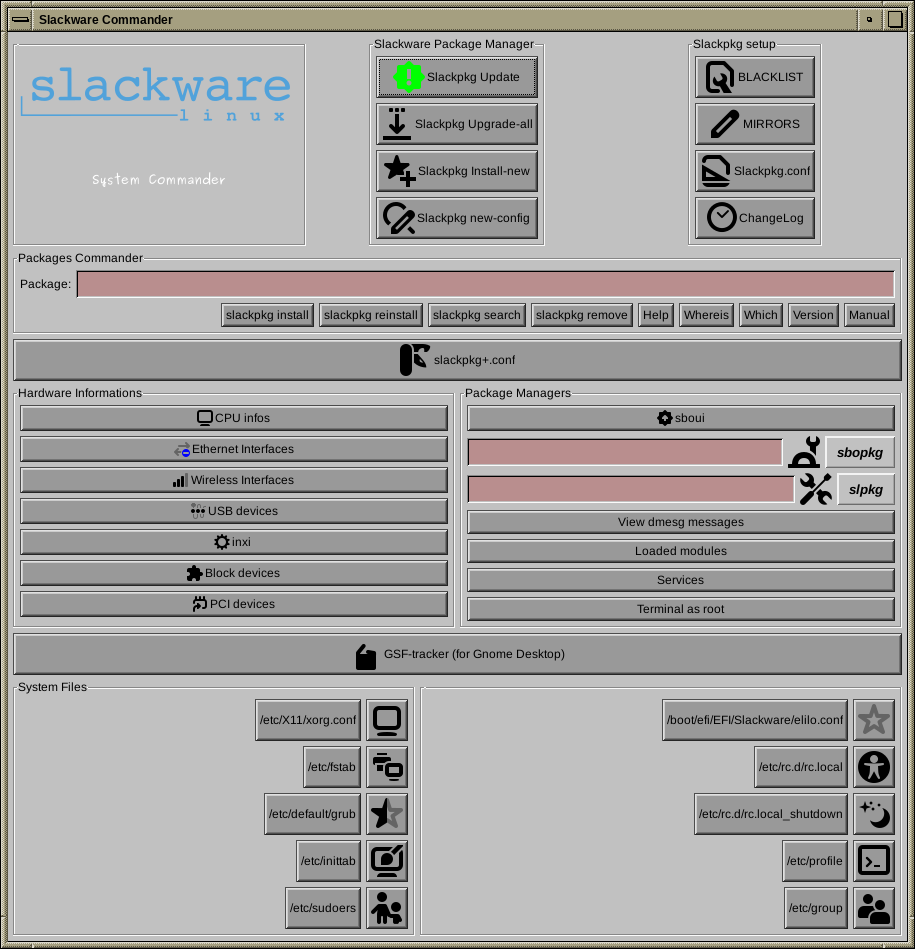 Slackware Commander
slackware
linux
System Commander
Slackware Package Manager
Slackpkg Update
Slackpkg Upgrade-all
Slackpkg Install-new
Slackpkg new-config
Slackpkg setup
BLACKLIST
MIRRORS
Slackpkg.conf
ChangeLog
Packages Commander
Package:
slackpkg install slackpkg reinstall slackpkg search slackpkg remove Help Whereis Which Version Manual
slackpkg+.conf
Hardware Informations
CPU infos
Ethernet Interfaces
Wireless Interfaces
USB devices
inxi
Block devices
PCI devices
Package Managers
sboui
sbopkg
slpkg
View dmesg messages
Loaded modules
Services
Terminal as root
GSF-tracker (for Gnome Desktop)
System Files
/etc/X11/xorg.conf
/etc/fstab
/etc/default/grub
/etc/inittab
/etc/sudoers
/boot/efi/EFI/Slackware/elilo.conf
/etc/rc.d/rc.local
/etc/rc.d/rc.local_shutdown
/etc/profile
/etc/group